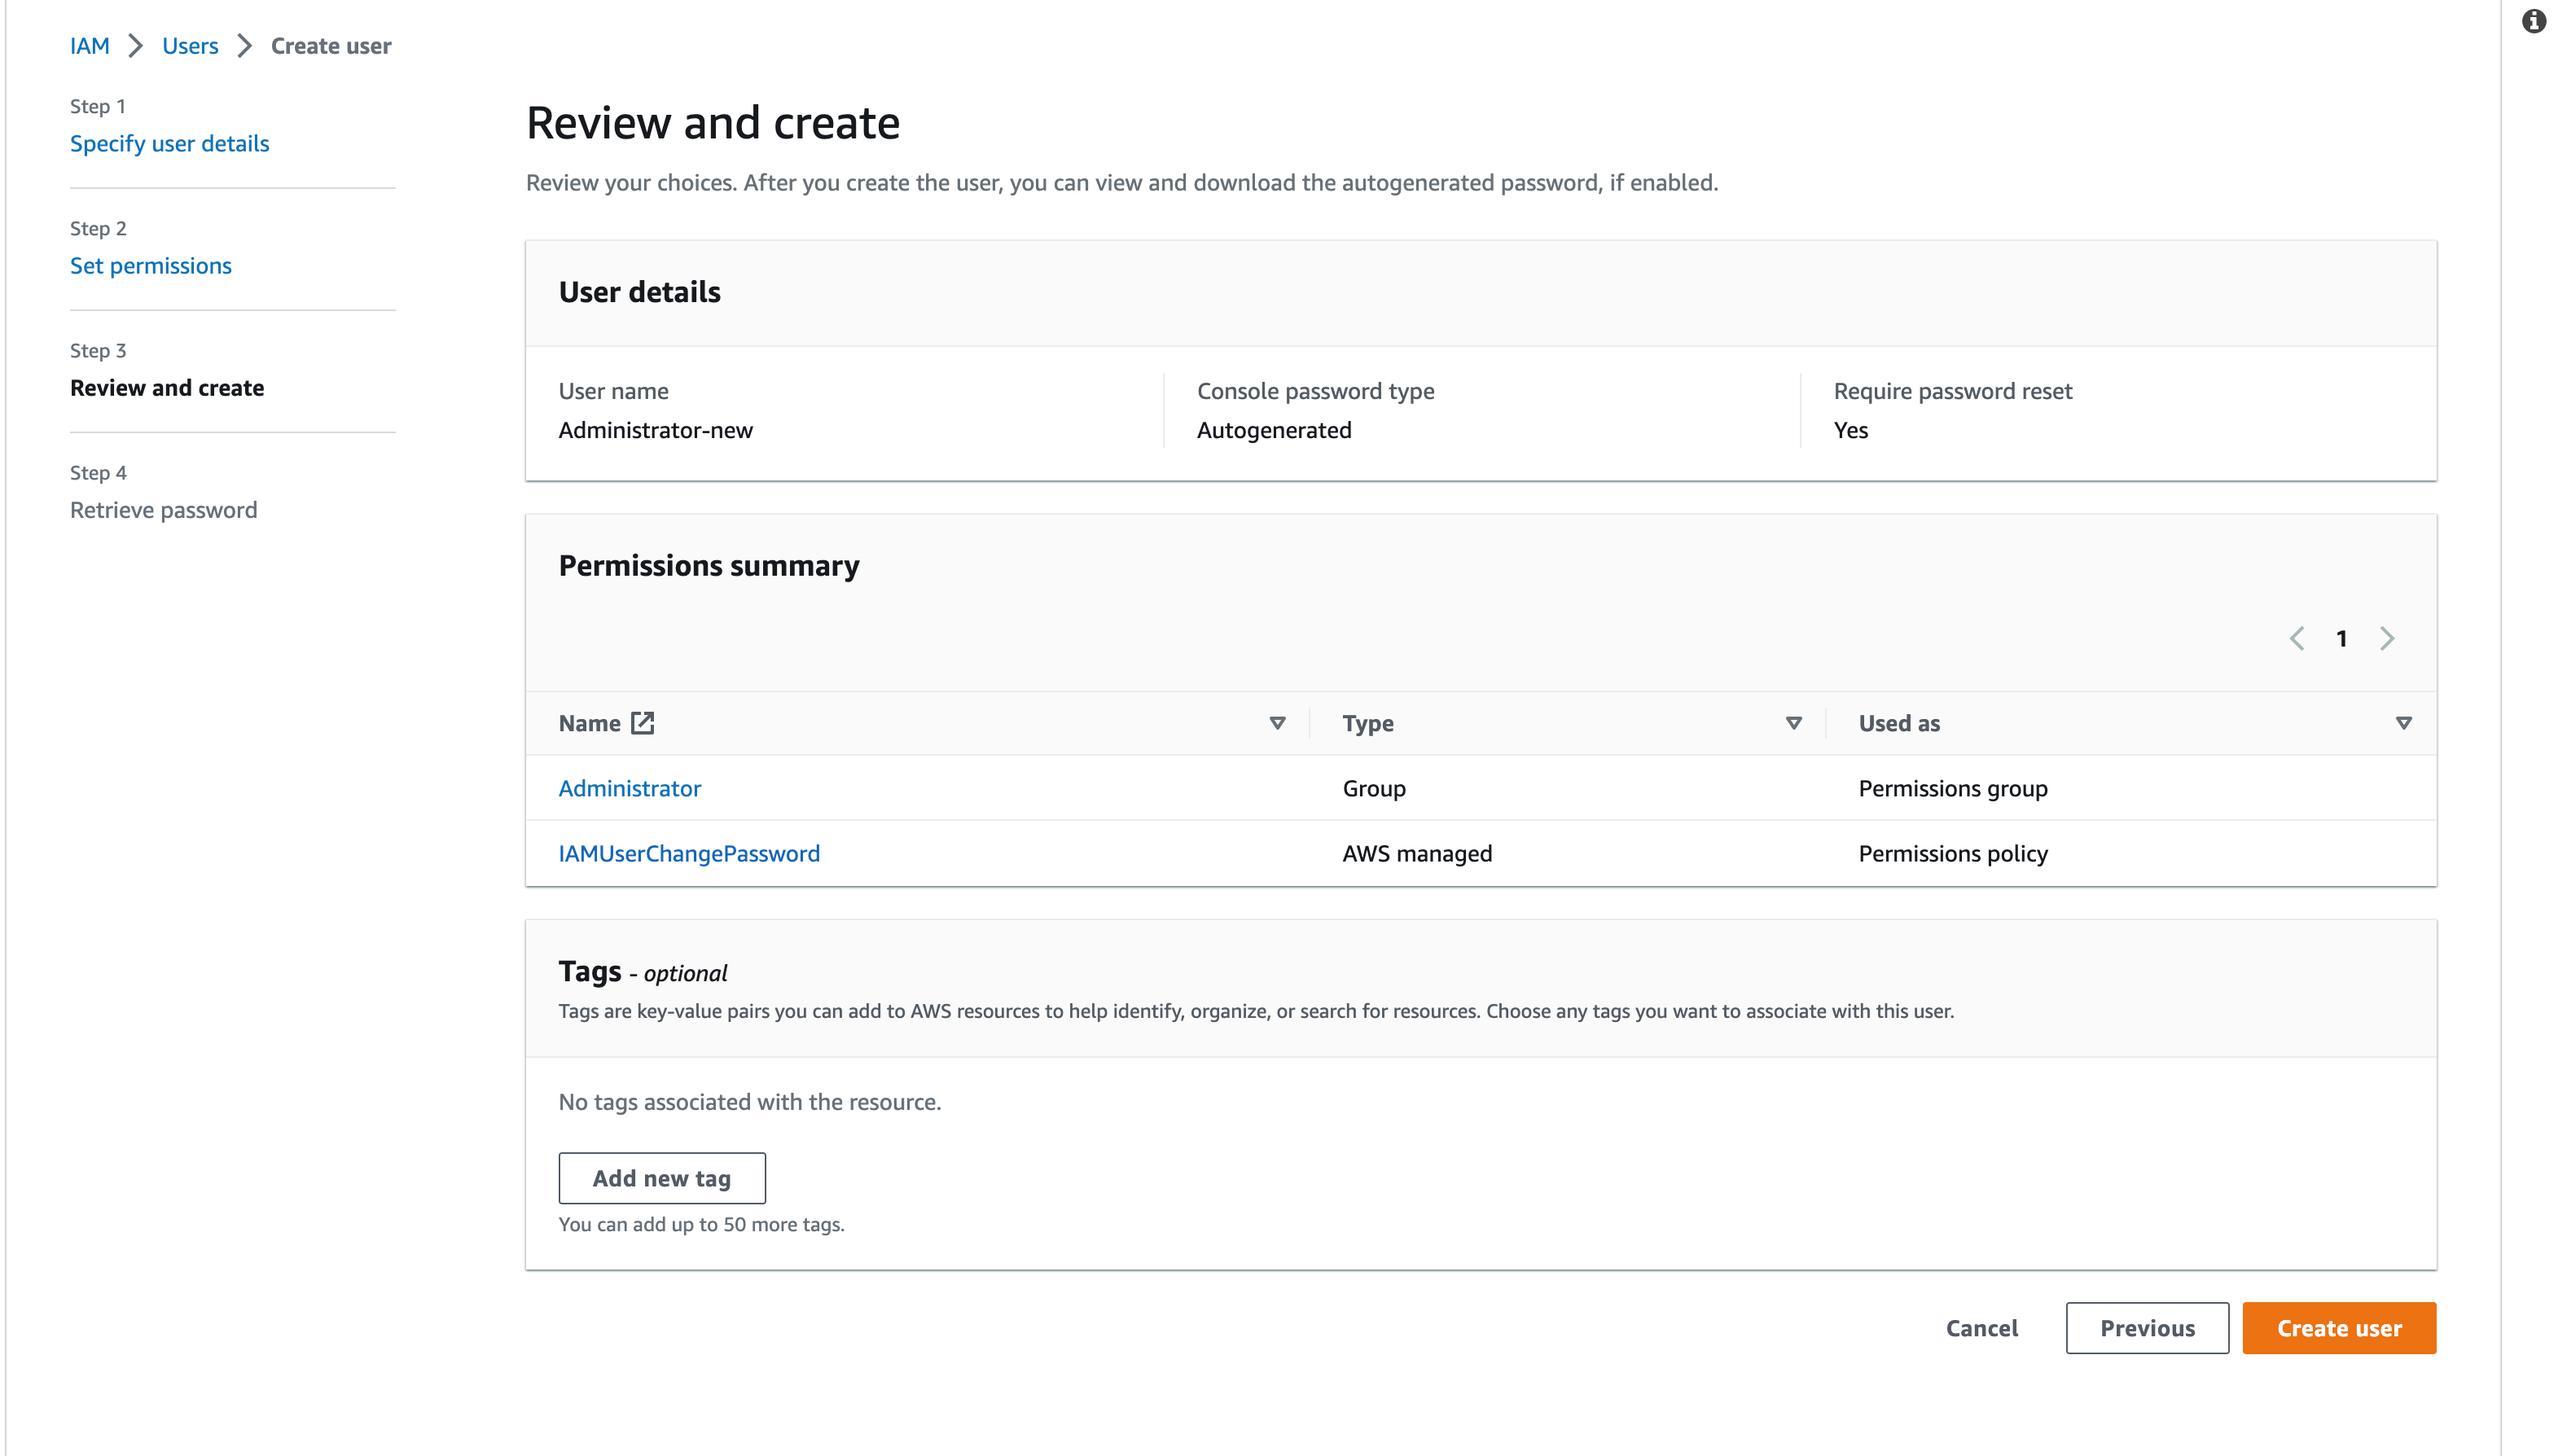 IAM > Users > Create user
Step 1
Specify user details
Step 2
Set permissions
Step 3
Review and create
Step 4
Retrieve password
Review and create
Review your choices. After you create the user, you can view and download the autogenerated password, if enabled.
User details
User name
Administrator-new
Console password type
Autogenerated
Require password reset
Yes
Permissions summary
1
Name Type Used as
Administrator Group Permissions group
IAMUserChangePassword AWS managed Permissions policy
Tags - optional
Tags are key-value pairs you can add to AWS resources to help identify, organize, or search for resources. Choose any tags you want to associate with this user.
No tags associated with the resource.
Add new tag
You can add up to 50 more tags.
Cancel Previous Create user